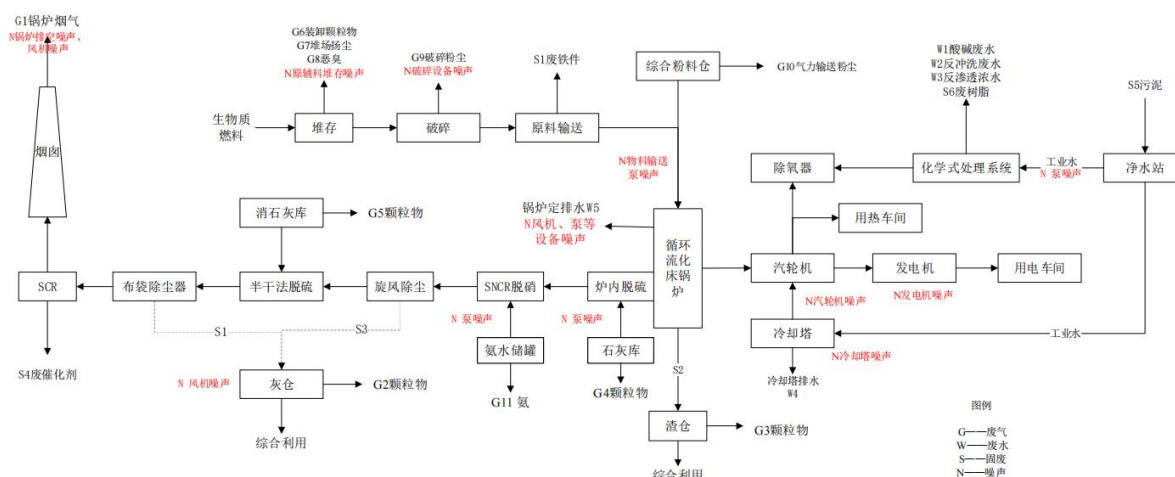 G1锅炉烟气
N锅炉排空噪声、
风机噪声
烟囱
SCR
S4废催化剂
G6装卸颗粒物
G7堆场扬尘
G8恶臭
N原辅料堆存噪声
生物质
燃料
堆存
G9破碎粉尘
N破碎设备噪声
破碎
S1废铁件
原料输送
综合粉料仓
G10气力输送粉尘
N物料输送
泵噪声
消石灰库
G5颗粒物
锅炉定排水W5
N风机、泵等
设备噪声
循环
流化
床锅
炉
布袋除尘器
半干法脱硫
旋风除尘
SNCR脱硝
炉内脱硫
S1
S3
N 泵噪声
N 泵噪声
氨水储罐
G11 氨
石灰库
G4颗粒物
N 风机噪声
灰仓
G2颗粒物
综合利用
S2
渣仓
G3颗粒物
综合利用
W1酸碱废水
W2反冲洗废水
W3反渗透浓水
S6废树脂
S5污泥
除氧器
化学式处理系统
工业水
N 泵噪声
净水站
用热车间
汽轮机
发电机
用电车间
N汽轮机噪声
N发电机噪声
冷却塔
工业水
N冷却塔噪声
冷却塔排水
W4
图例
G——废气
W——废水
S——固废
N——噪声